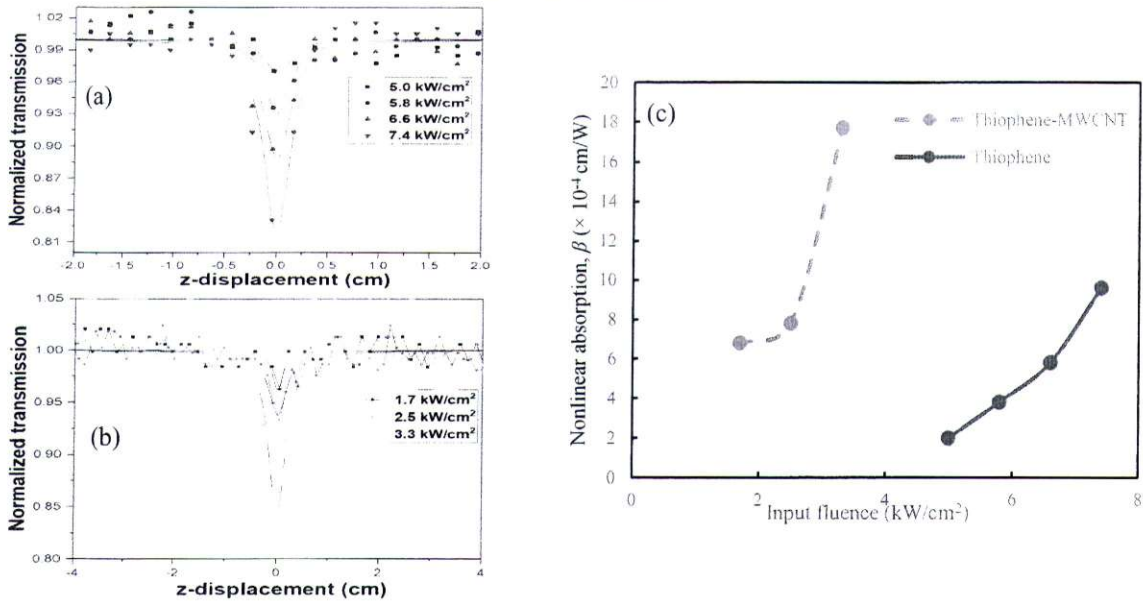 (a)
Normalized transmission
1.02
0.99
0.96
0.93
0.90
0.87
0.84
0.81
5.0 kW/cm²
5.8 kW/cm²
6.6 kW/cm²
7.4 kW/cm²
-2.0 -1.5 -1.0 -0.5 0.0 0.5 1.0 1.5 2.0
z-displacement (cm)
(b)
Normalized transmission
1.05
1.00
0.95
0.90
0.85
0.80
1.7 kW/cm²
2.5 kW/cm²
3.3 kW/cm²
-4 -2 0 2 4
z-displacement (cm)
(c)
Nonlinear absorption, β (× 10⁻⁴ cm/W)
20
18
16
14
12
10
8
6
4
2
0
Thiophene-MWCNT
Thiophene
0 2 4 6 8
Input fluence (kW/cm²)